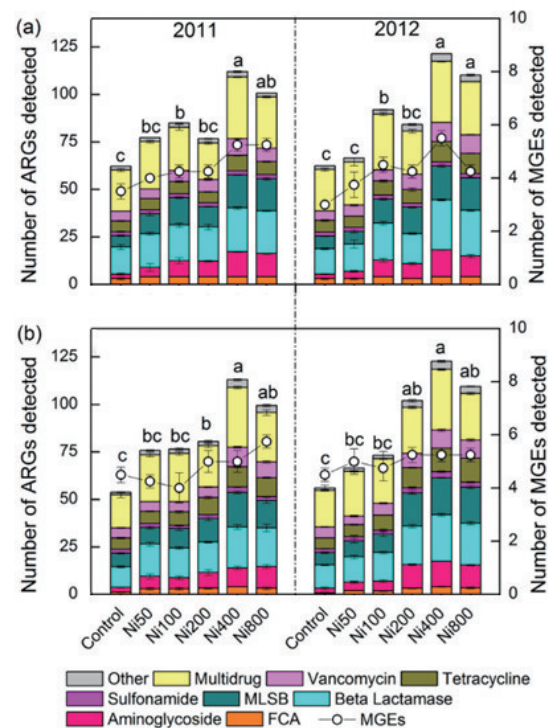 (a)
2011
2012
Number of ARGs detected
Number of MGEs detected
125
100
75
50
25
0
10
8
6
4
2
0
c
bc
b
bc
a
ab
c
bc
b
bc
a
a
(b)
Number of ARGs detected
Number of MGEs detected
125
100
75
50
25
0
10
8
6
4
2
0
c
bc
bc
b
a
ab
c
bc
bc
ab
a
ab
Control
Ni50
Ni100
Ni200
Ni400
Ni800
Control
Ni50
Ni100
Ni200
Ni400
Ni800
Other Multidrug Vancomycin Tetracycline
Sulfonamide MLSB Beta Lactamase
Aminoglycoside FCA MGEs